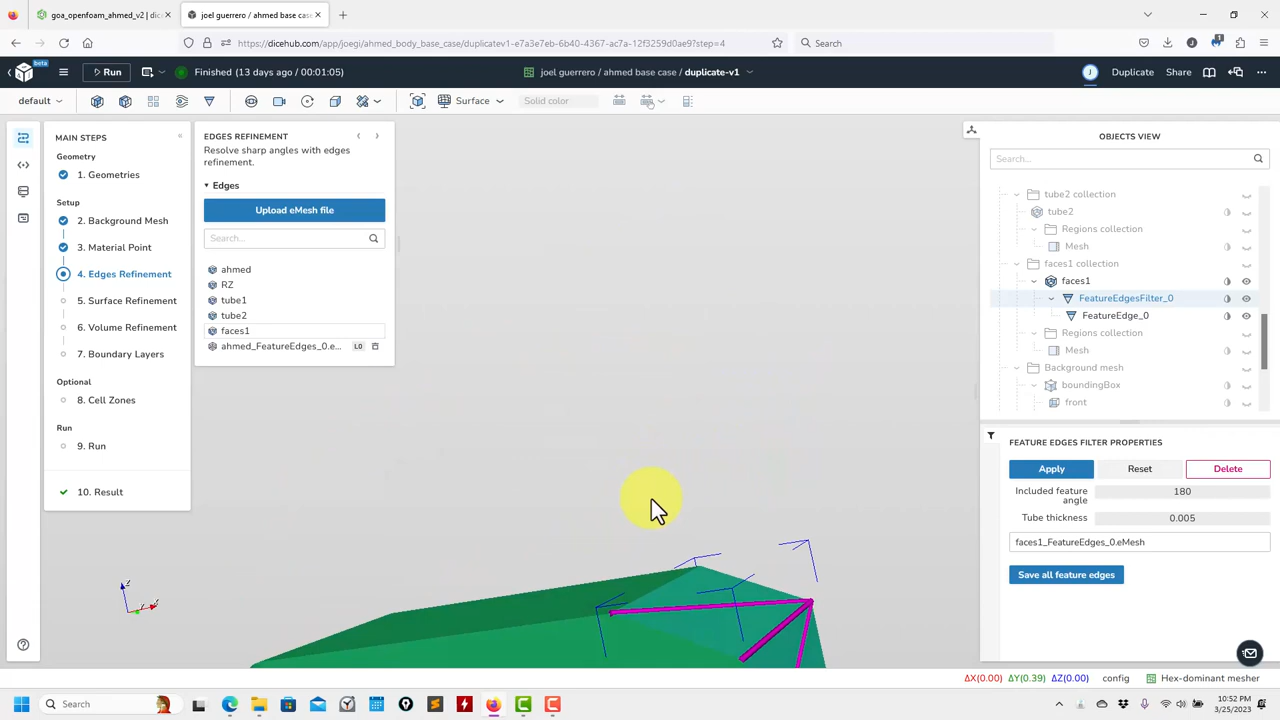 goa_openfoam_ahmed_v2 | dice
joel guerrero / ahmed base case
https://dicehub.com/app/joegi/ahmed_body_base_case/duplicatev1e7a3e7eb-8b40-4367-ac7a-12f3259d0ae9?step=4
Search
beta
Run
Finished (13 days ago / 00:01:05)
joel guerrero / ahmed base case / duplicate-v1
J
Duplicate
Share
default
Surface
Solid color
MAIN STEPS
Geometry
1. Geometries
Setup
2. Background Mesh
3. Material Point
4. Edges Refinement
5. Surface Refinement
6. Volume Refinement
7. Boundary Layers
Optional
8. Cell Zones
Run
9. Run
10. Result
EDGES REFINEMENT
Resolve sharp angles with edges
refinement.
Edges
Upload eMesh file
Search...
ahmed
RZ
tube1
tube2
faces1
ahmed_FeatureEdges_0.e... L0
OBJECTS VIEW
Search...
tube2 collection
tube2
Regions collection
Mesh
faces1 collection
faces1
FeatureEdgesFilter_0
FeatureEdge_0
Regions collection
Mesh
Background mesh
boundingBox
front
FEATURE EDGES FILTER PROPERTIES
Apply Reset Delete
Included feature
angle
180
Tube thickness 0.005
faces1_FeatureEdges_0.eMesh
Save all feature edges
ΔX(0.00) ΔY(0.39) ΔZ(0.00) config Hex-dominant mesher
Search
10:52 PM
3/25/2023